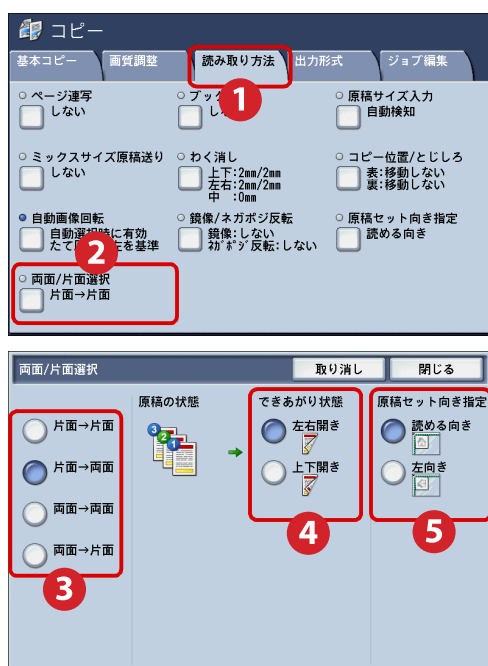 コピー
基本コピー 画質調整 読み取り方法 出力形式 ジョブ編集
1
ページ連写
しない
ブック
原稿サイズ入力
自動検知
ミックスサイズ原稿送り
しない
わく消し
上下:2mm/2mm
左右:2mm/2mm
中 :0mm
コピー位置/とじしろ
表:移動しない
裏:移動しない
自動画像回転
自動選択時に有効
たて を基準
2
鏡像/ネガポジ反転
鏡像:しない
ネガポジ反転:しない
原稿セット向き指定
読める向き
両面/片面選択
片面→片面
両面/片面選択 取り消し 閉じる
片面→片面
片面→両面
両面→両面
両面→片面
3
原稿の状態
3
2
1
できあがり状態
左右開き
上下開き
4
原稿セット向き指定
読める向き
左向き
5